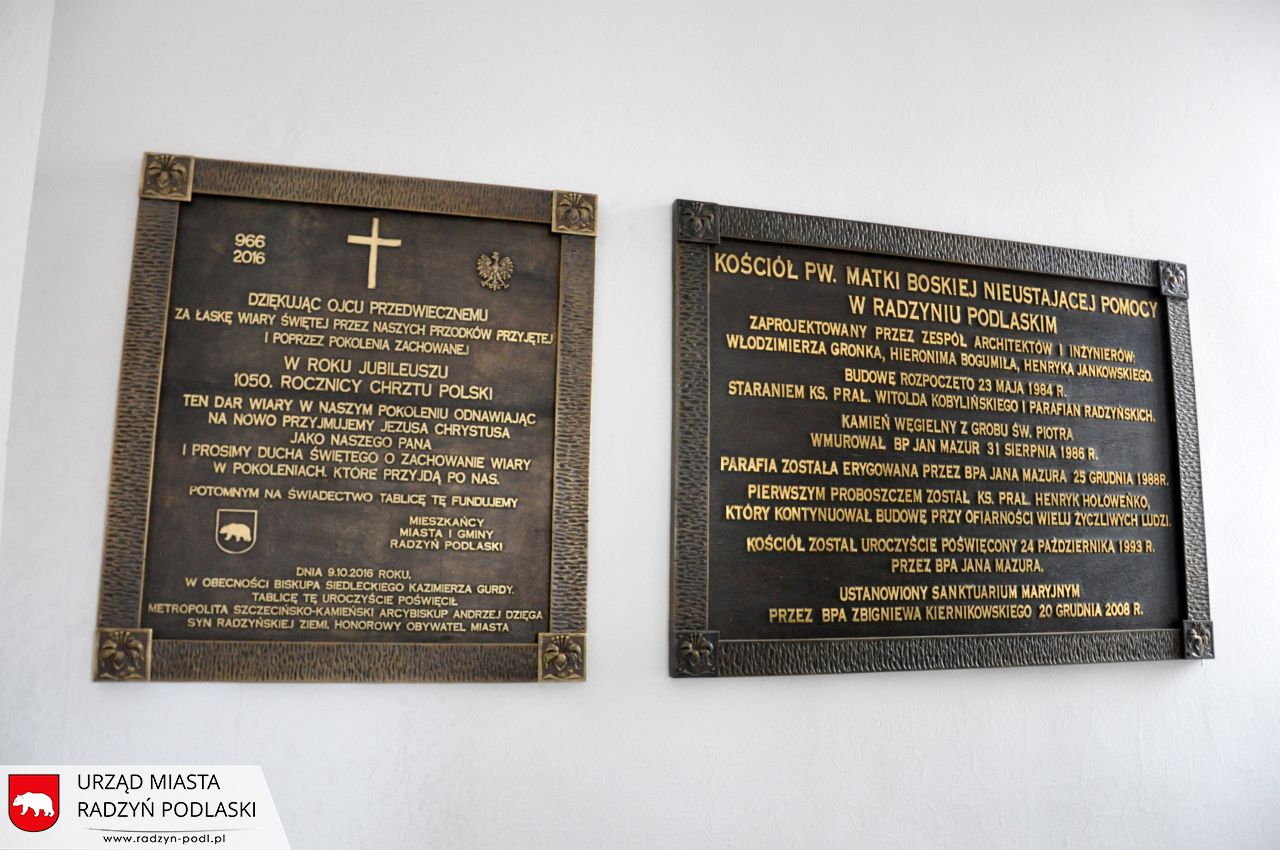 966
2016
DZIĘKUJĄC OJCU PRZEDWIECZNEMU
ZA ŁASKĘ WIARY ŚWIĘTEJ PRZEZ NASZYCH PRZODKÓW PRZYJĘTEJ
I POPRZEZ POKOLENIA ZACHOWANEJ
W ROKU JUBILEUSZU
1050. ROCZNICY CHRZTU POLSKI
TEN DAR WIARY W NASZYM POKOLENIU ODNAWIAJĄC
NA NOWO PRZYJMUJEMY JEZUSA CHRYSTUSA
JAKO NASZEGO PANA
I PROSIMY DUCHA ŚWIĘTEGO O ZACHOWANIE WIARY
W POKOLENIACH, KTÓRE PRZYJDĄ PO NAS.
POTOMNYM NA ŚWIADECTWO TABLICĘ TĘ FUNDUJEMY
MIESZKAŃCY
MIASTA I GMINY
RADZYŃ PODLASKI
DNIA 9.10.2016 ROKU,
W OBECNOŚCI BISKUPA SIEDLECKIEGO KAZIMIERZA GURDY,
TABLICĘ TĘ UROCZYŚCIE POŚWIĘCIŁ
METROPOLITA SZCZECIŃSKO-KAMIEŃSKI ARCYBISKUP ANDRZEJ DZIĘGA
SYN RADZYŃSKIEJ ZIEMI, HONOROWY OBYWATEL MIASTA
KOŚCIÓŁ PW. MATKI BOSKIEJ NIEUSTAJĄCEJ POMOCY
W RADZYNIU PODLASKIM
ZAPROJEKTOWANY PRZEZ ZESPÓŁ ARCHITEKTÓW I INŻYNIERÓW:
WŁODZIMIERZA GRONKA, HIERONIMA BOGUMIŁA, HENRYKA JANKOWSKIEGO.
BUDOWĘ ROZPOCZĘTO 23 MAJA 1984 R.
STARANIEM KS. PRAŁ. WITOLDA KOBYLIŃSKIEGO I PARAFIAN RADZYŃSKICH.
KAMIEŃ WĘGIELNY Z GROBU ŚW. PIOTRA
WMUROWAŁ BP JAN MAZUR 31 SIERPNIA 1986 R.
PARAFIA ZOSTAŁA ERYGOWANA PRZEZ BPA JANA MAZURA 25 GRUDNIA 1988R.
PIERWSZYM PROBOSZCZEM ZOSTAŁ KS. PRAŁ. HENRYK HOŁOWEŃKO,
KTÓRY KONTYNUOWAŁ BUDOWĘ PRZY OFIARNOŚCI WIELU ŻYCZLIWYCH LUDZI.
KOŚCIÓŁ ZOSTAŁ UROCZYŚCIE POŚWIĘCONY 24 PAŹDZIERNIKA 1993 R.
PRZEZ BPA JANA MAZURA.
USTANOWIONY SANKTUARIUM MARYJNYM
PRZEZ BPA ZBIGNIEWA KIERNIKOWSKIEGO 20 GRUDNIA 2008 R.
URZĄD MIASTA
RADZYŃ PODLASKI
www.radzyn-podl.pl